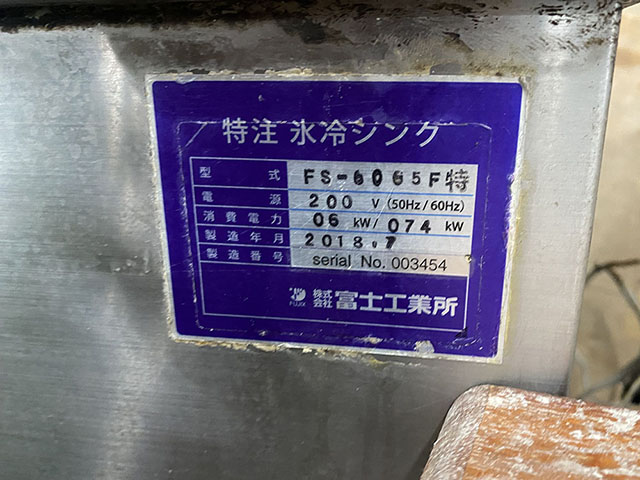 特注 氷冷シンク
型式 FS-6065F特
電源 200 V (50Hz/60Hz)
消費電力 06 kW/ 074 kW
製造年月 2018.7
製造番号 serial No. 003454
FUJIX 株式会社 富士工業所